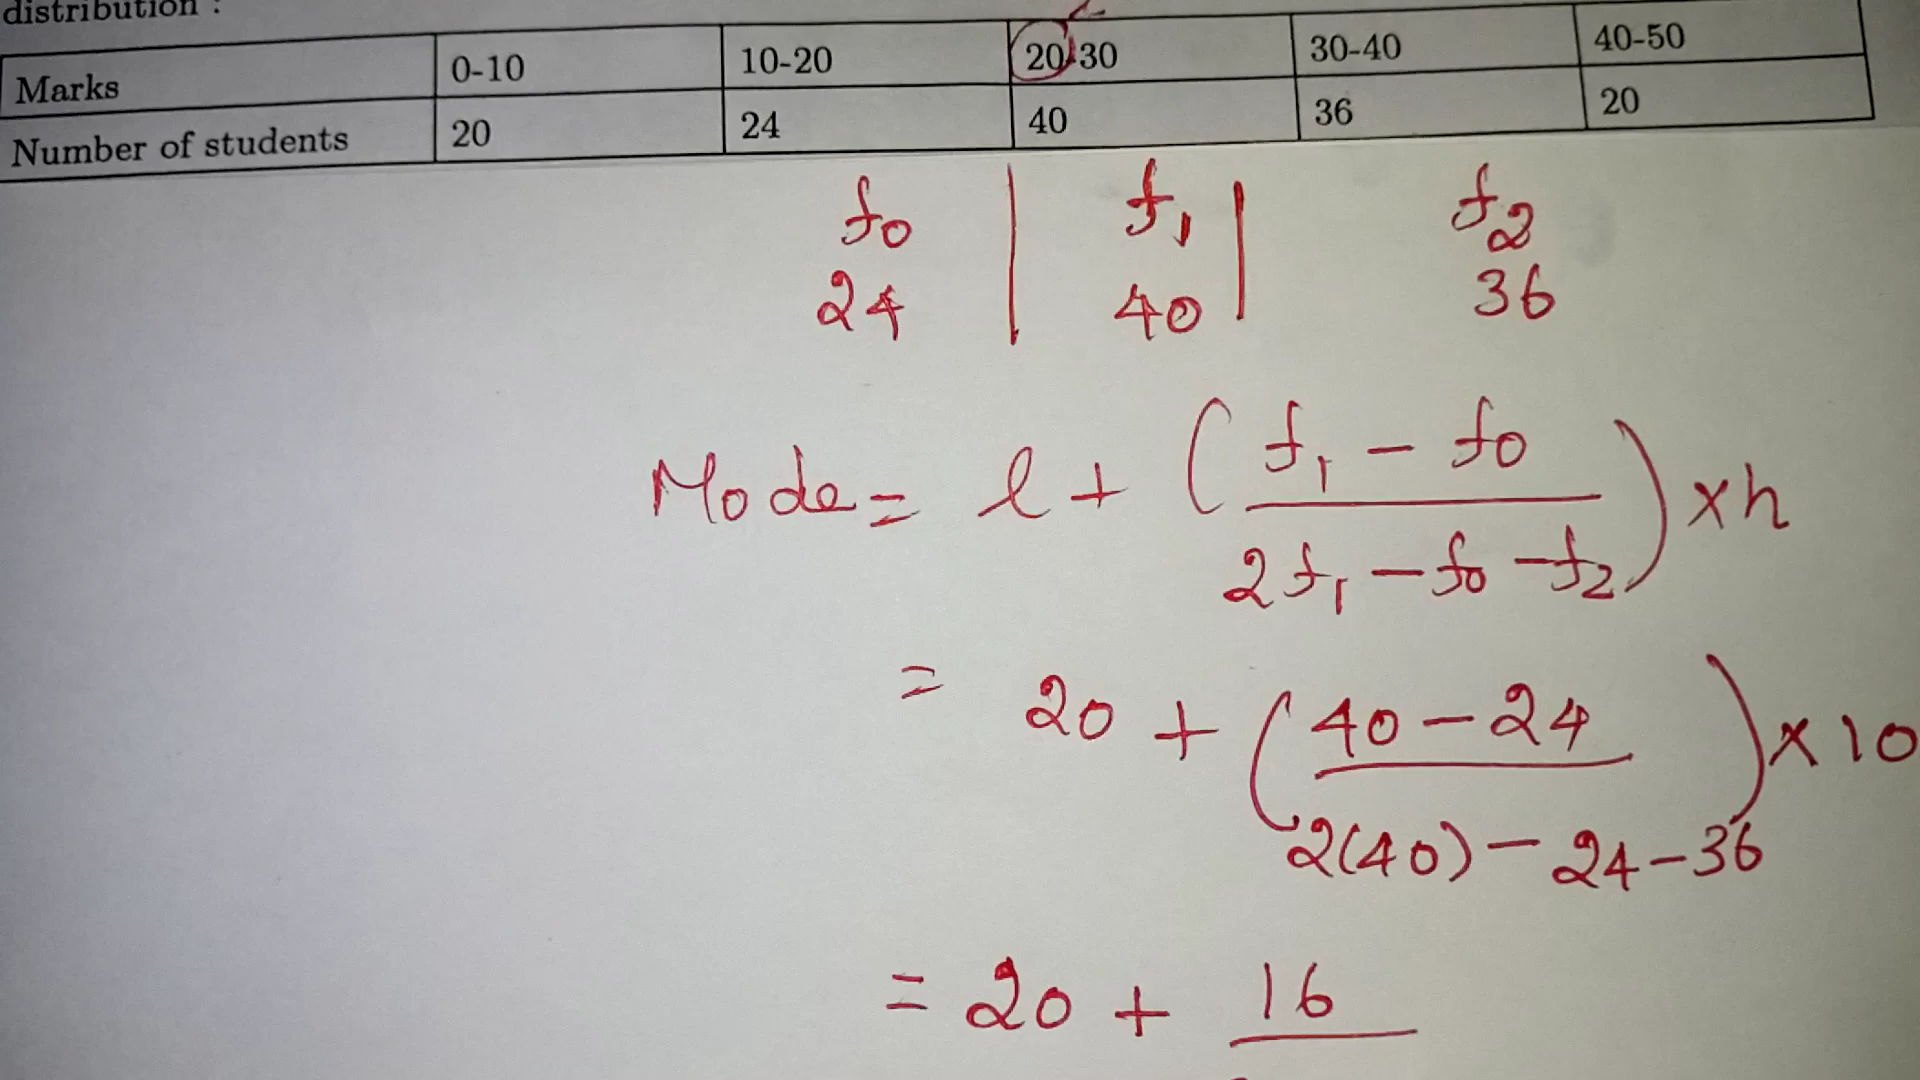 distribution :
Marks 0-10 10-20 20-30 30-40 40-50
Number of students 20 24 40 36 20
f0 | f1 | f2
24 | 40 | 36
Mode = l + ( f1 - f0 / 2f1 - f0 - f2 ) x h
= 20 + ( 40 - 24 / 2(40) - 24 - 36 ) x 10
= 20 + 16